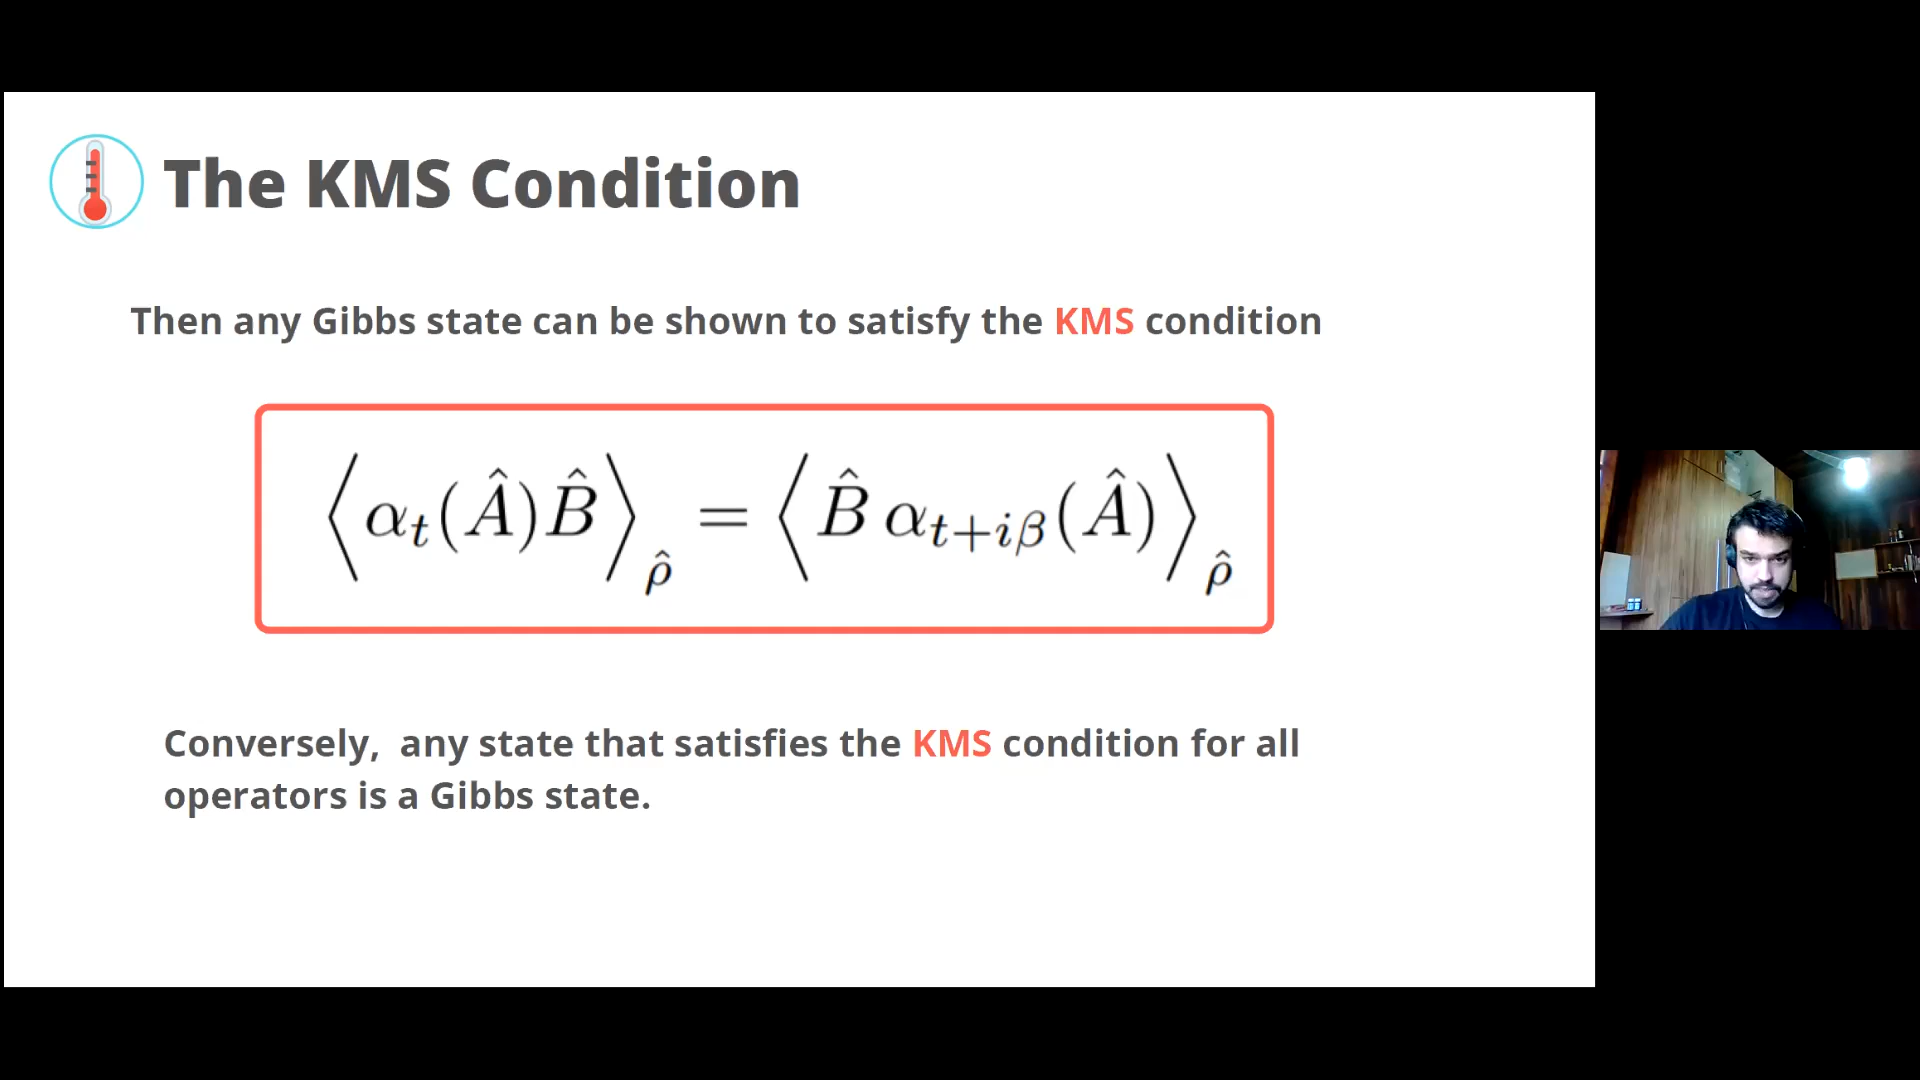 The KMS Condition
Then any Gibbs state can be shown to satisfy the KMS condition
⟨α_t(Â)B̂⟩_ρ̂ = ⟨B̂ α_{t+iβ}(Â)⟩_ρ̂
Conversely,  any state that satisfies the KMS condition for all
operators is a Gibbs state.